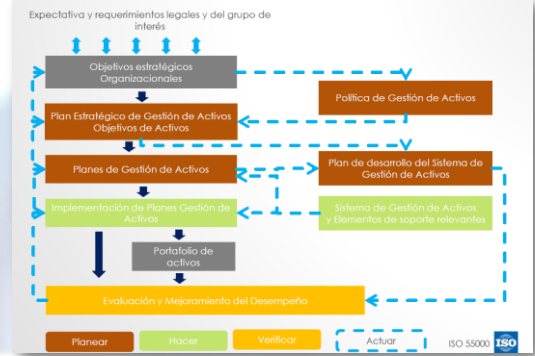 Expectativa y requerimientos legales y del grupo de
interés
Objetivos estratégicos
Organizacionales
Política de Gestión de Activos
Plan Estratégico de Gestión de Activos
Objetivos de Activos
Planes de Gestión de Activos
Plan de desarrollo del Sistema de
Gestión de Activos
Implementación de Planes Gestión de
Activos
Sistema de Gestión de Activos
y Elementos de soporte relevantes
Portafolio de
activos
Evaluación y Mejoramiento del Desempeño
Planear
Hacer
Verificar
Actuar
ISO 55000
ISO